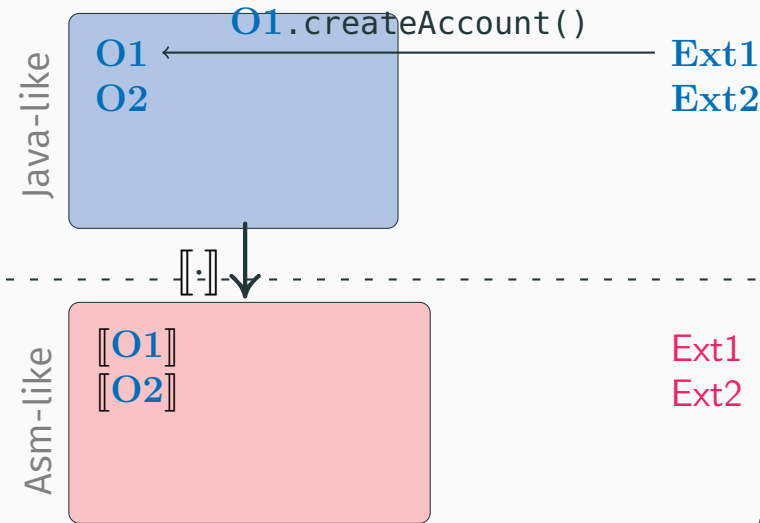 O1.createAccount()
Java-like
O1
Ext1
O2
Ext2
⟦·⟧
Asm-like
⟦O1⟧
Ext1
⟦O2⟧
Ext2